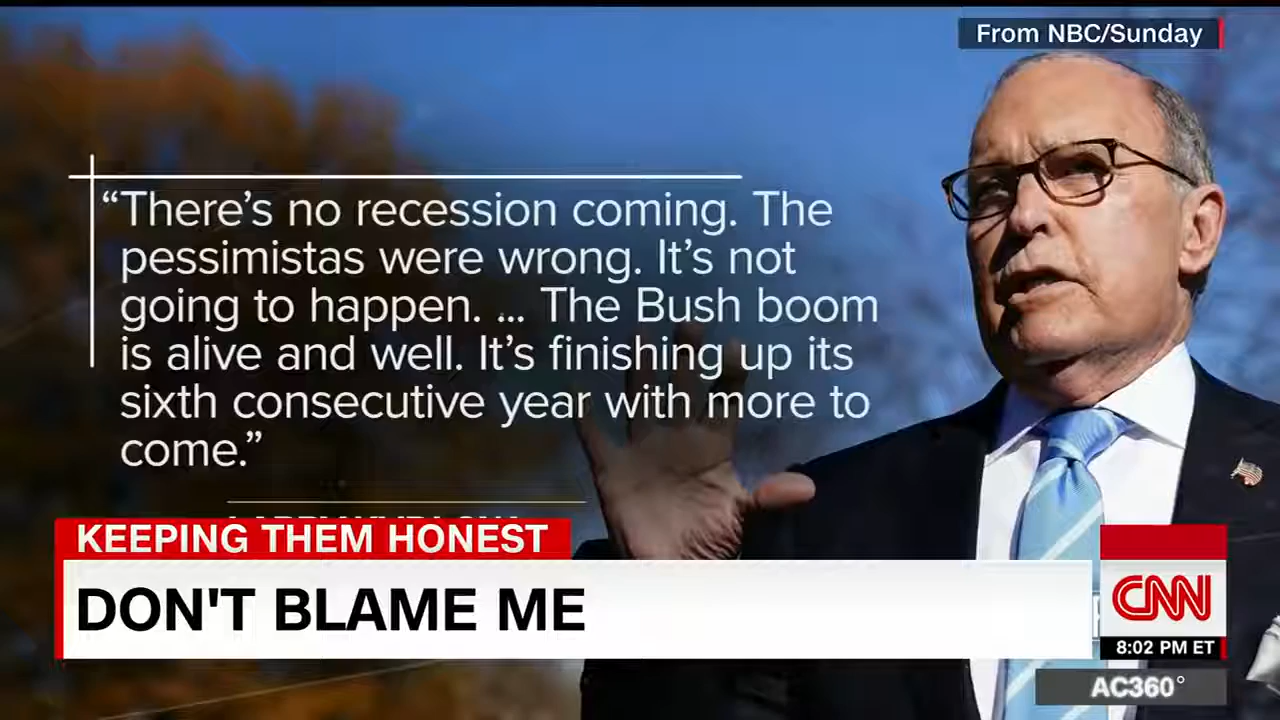 From NBC/Sunday
“There’s no recession coming. The
pessimistas were wrong. It’s not
going to happen. ... The Bush boom
is alive and well. It’s finishing up its
sixth consecutive year with more to
come.”
KEEPING THEM HONEST
DON'T BLAME ME
CNN
8:02 PM ET
AC360°